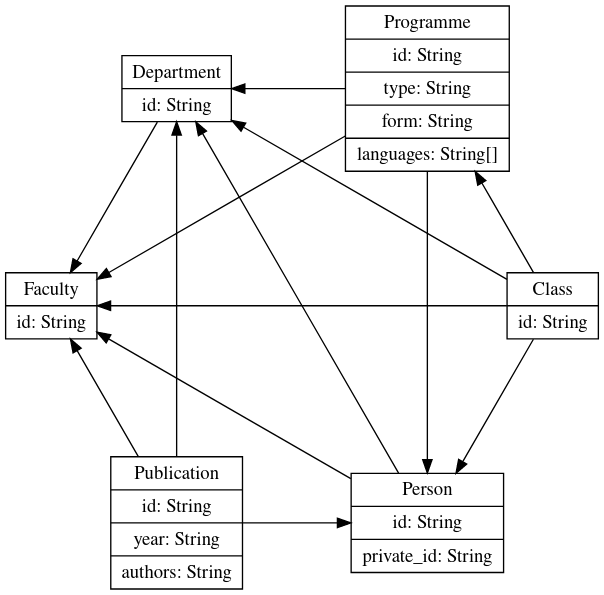 Programme
id: String
type: String
form: String
languages: String[]
Department
id: String
Faculty
id: String
Class
id: String
Publication
id: String
year: String
authors: String
Person
id: String
private_id: String